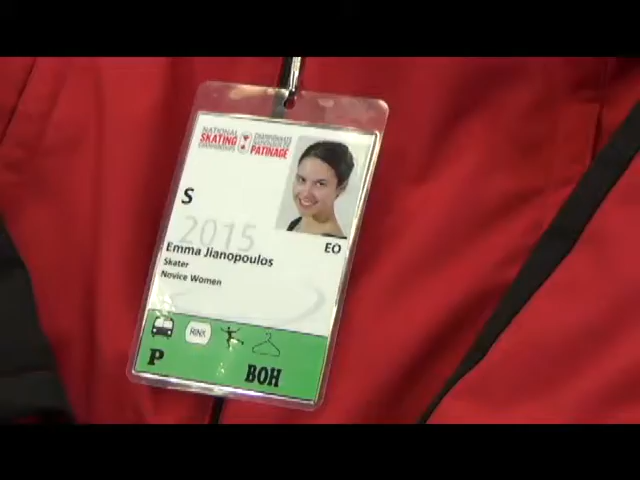 NATIONAL
SKATING
CHAMPIONSHIPS
CHAMPIONNATS
NATIONAUX DE
PATINAGE
S
2015
EO
Emma Jianopoulos
Skater
Novice Women
RINK
P
BOH